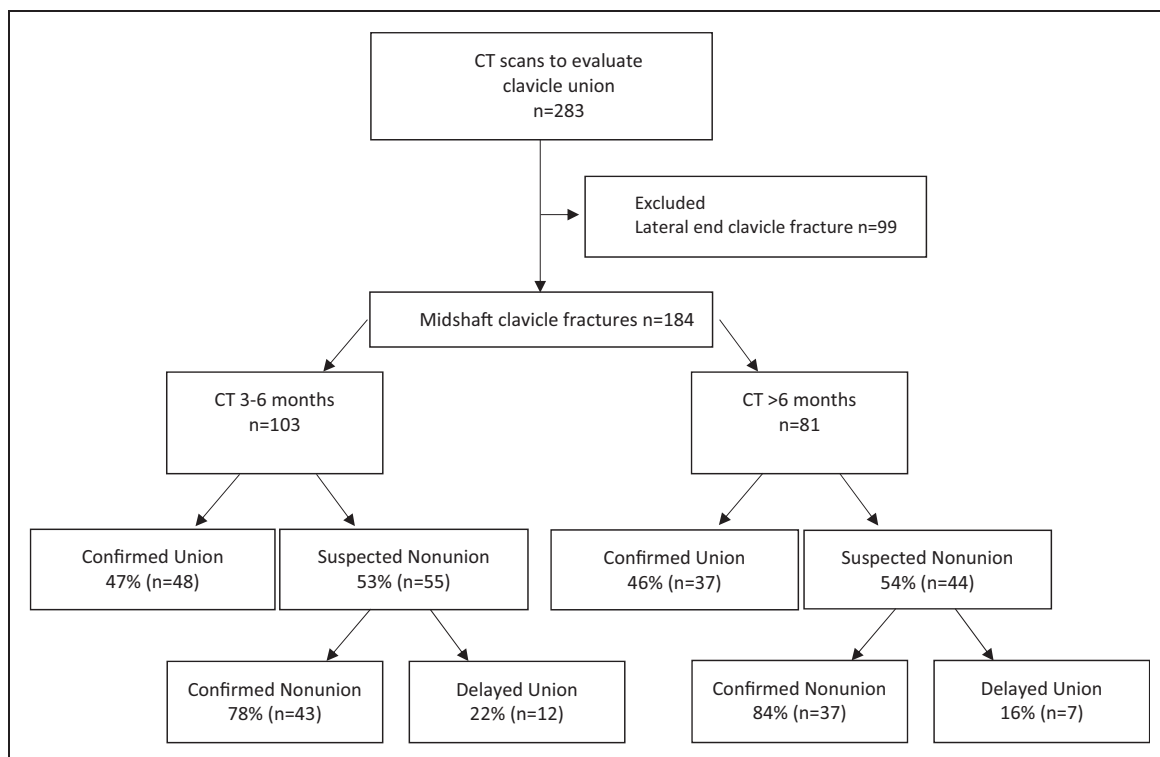 CT scans to evaluate
clavicle union
n=283
Excluded
Lateral end clavicle fracture n=99
Midshaft clavicle fractures n=184
CT 3-6 months
n=103
CT >6 months
n=81
Confirmed Union
47% (n=48)
Suspected Nonunion
53% (n=55)
Confirmed Union
46% (n=37)
Suspected Nonunion
54% (n=44)
Confirmed Nonunion
78% (n=43)
Delayed Union
22% (n=12)
Confirmed Nonunion
84% (n=37)
Delayed Union
16% (n=7)